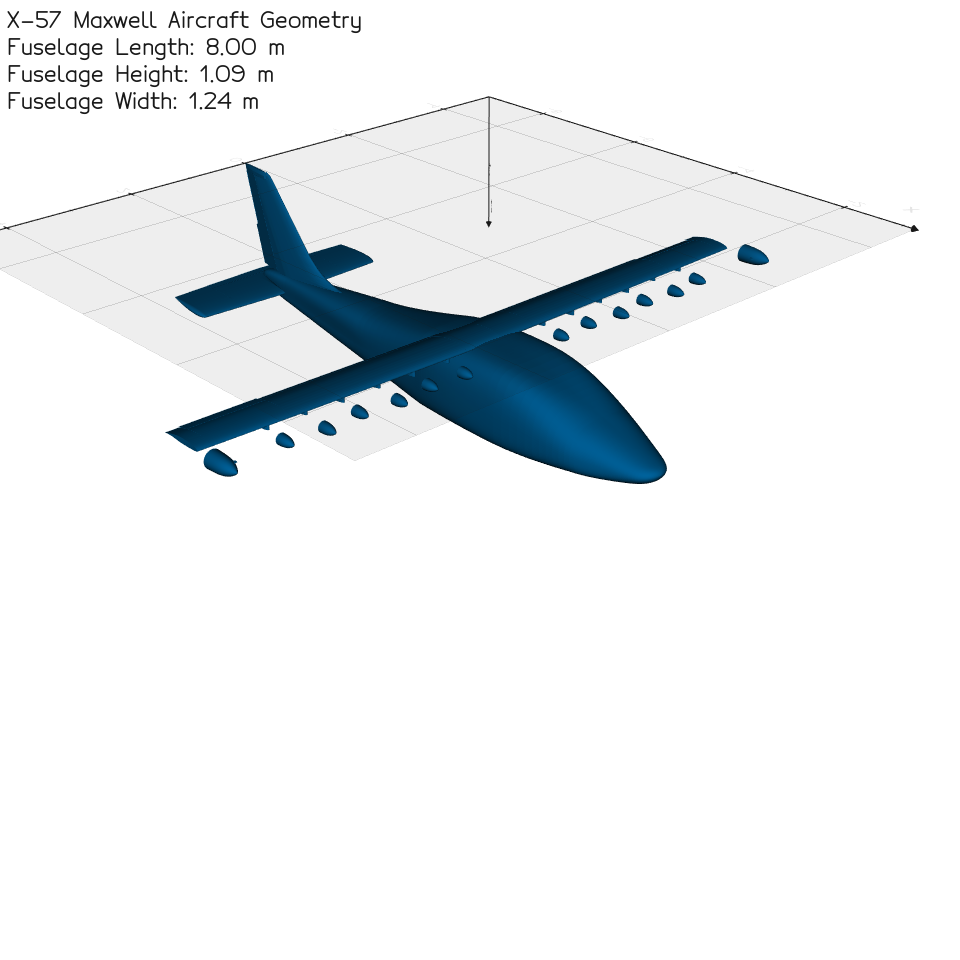 X-57 Maxwell Aircraft Geometry
Fuselage Length: 8.00 m
Fuselage Height: 1.09 m
Fuselage Width: 1.24 m